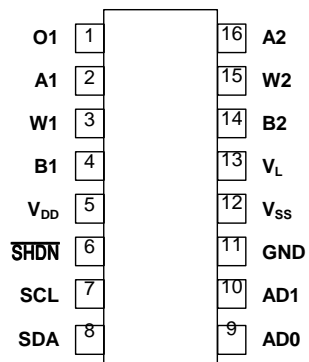 O1 1 16 A2
A1 2 15 W2
W1 3 14 B2
B1 4 13 VL
VDD 5 12 VSS
SHDN 6 11 GND
SCL 7 10 AD1
SDA 8 9 AD0